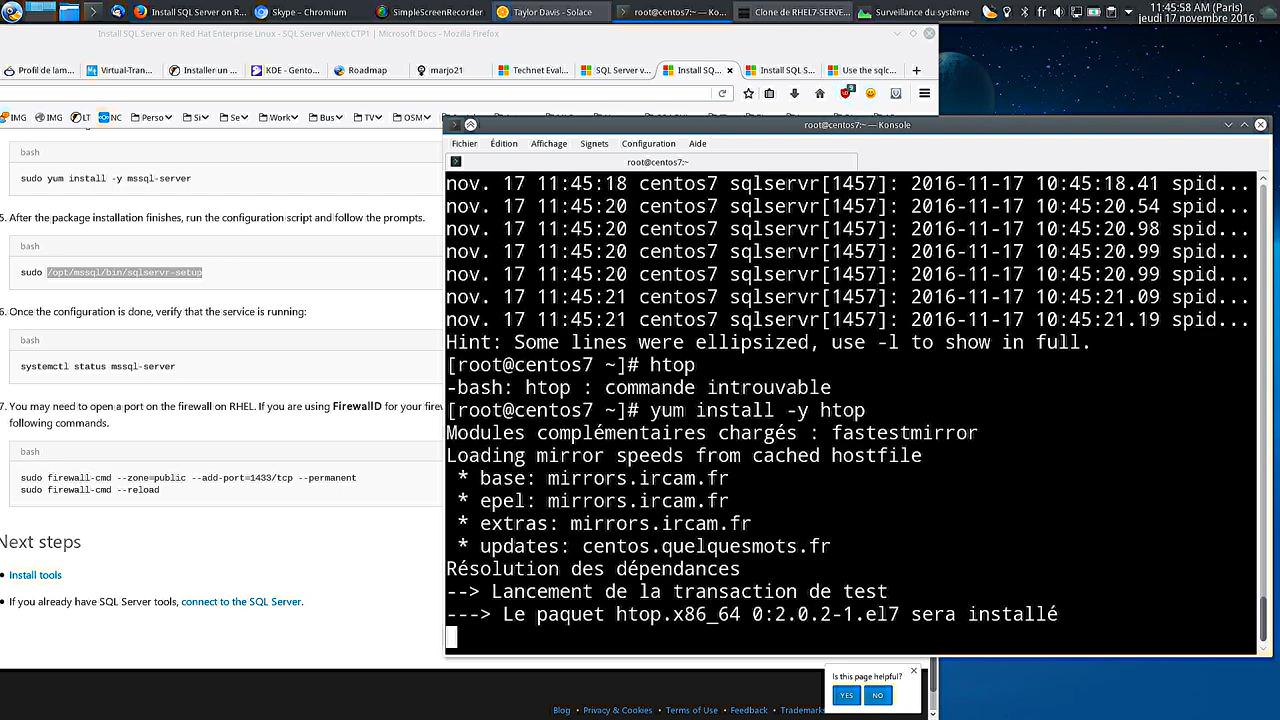 Install SQL Server on R...
Skype – Chromium
SimpleScreenRecorder
Taylor Davis - Solace
root@centos7:~ — Ko...
Clone de RHEL7-SERVE...
Surveillance du système
fr
11:45:58 AM (Paris)
jeudi 17 novembre 2016
Install SQL Server on Red Hat Enterprise Linux - SQL Server vNext CTP1 | Microsoft Docs - Mozilla Firefox
Profil de lam...
Virtual-Tran...
Installer un ...
KDE - Gento...
Roadmap
marjo21
Technet Eval...
SQL Server v...
Install SQ...
Install SQL S...
Use the sqlc...
IMG
IMG
LT
NC
Perso
Si
Se
Work
Bus
TV
OSM
bash
sudo yum install -y mssql-server
5. After the package installation finishes, run the configuration script and follow the prompts.
bash
sudo /opt/mssql/bin/sqlservr-setup
6. Once the configuration is done, verify that the service is running:
bash
systemctl status mssql-server
7. You may need to open a port on the firewall on RHEL. If you are using FirewallD for your firew
following commands.
bash
sudo firewall-cmd --zone=public --add-port=1433/tcp --permanent
sudo firewall-cmd --reload
Next steps
Install tools
If you already have SQL Server tools, connect to the SQL Server.
root@centos7:~ — Konsole
Fichier Édition Affichage Signets Configuration Aide
root@centos7:~
nov. 17 11:45:18 centos7 sqlservr[1457]: 2016-11-17 10:45:18.41 spid...
nov. 17 11:45:20 centos7 sqlservr[1457]: 2016-11-17 10:45:20.54 spid...
nov. 17 11:45:20 centos7 sqlservr[1457]: 2016-11-17 10:45:20.98 spid...
nov. 17 11:45:20 centos7 sqlservr[1457]: 2016-11-17 10:45:20.99 spid...
nov. 17 11:45:20 centos7 sqlservr[1457]: 2016-11-17 10:45:20.99 spid...
nov. 17 11:45:21 centos7 sqlservr[1457]: 2016-11-17 10:45:21.09 spid...
nov. 17 11:45:21 centos7 sqlservr[1457]: 2016-11-17 10:45:21.19 spid...
Hint: Some lines were ellipsized, use -l to show in full.
[root@centos7 ~]# htop
-bash: htop : commande introuvable
[root@centos7 ~]# yum install -y htop
Modules complémentaires chargés : fastestmirror
Loading mirror speeds from cached hostfile
* base: mirrors.ircam.fr
* epel: mirrors.ircam.fr
* extras: mirrors.ircam.fr
* updates: centos.quelquesmots.fr
Résolution des dépendances
--> Lancement de la transaction de test
---> Le paquet htop.x86_64 0:2.0.2-1.el7 sera installé
Is this page helpful?
YES NO
Blog Privacy & Cookies Terms of Use Feedback Trademarks